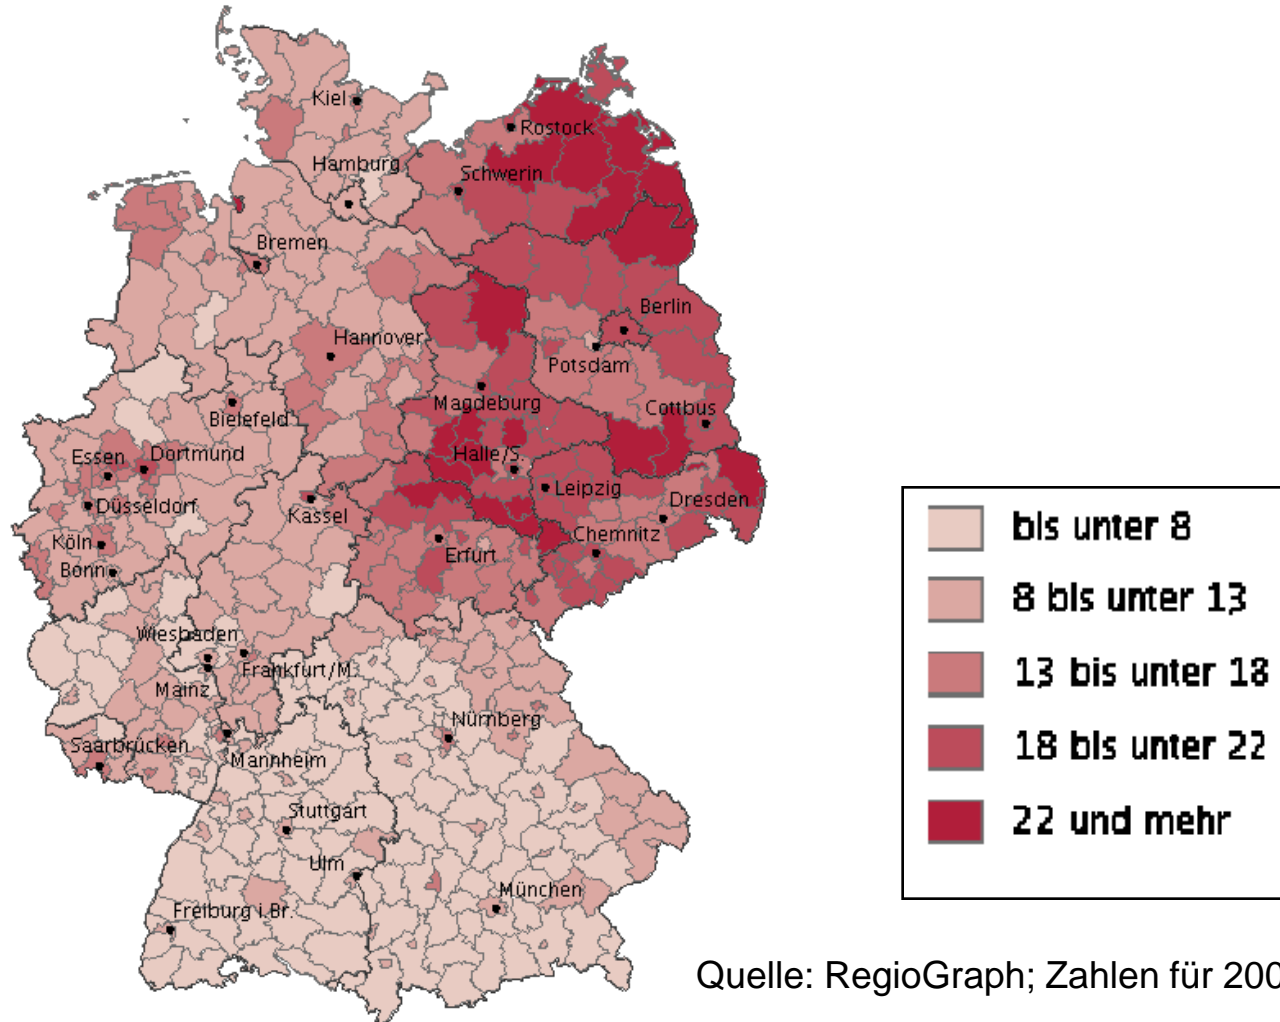 Kiel
Rostock
Hamburg
Schwerin
Bremen
Berlin
Hannover
Potsdam
Magdeburg
Cottbus
Bielefeld
Essen
Dortmund
Halle/S.
Leipzig
Düsseldorf
Dresden
Kassel
Köln
Chemnitz
Erfurt
Bonn
Wiesbaden
Frankfurt/M.
Mainz
Nürnberg
Saarbrücken
Mannheim
Stuttgart
Ulm
München
Freiburg i.Br.
bis unter 8
8 bis unter 13
13 bis unter 18
18 bis unter 22
22 und mehr
Quelle: RegioGraph; Zahlen für 200